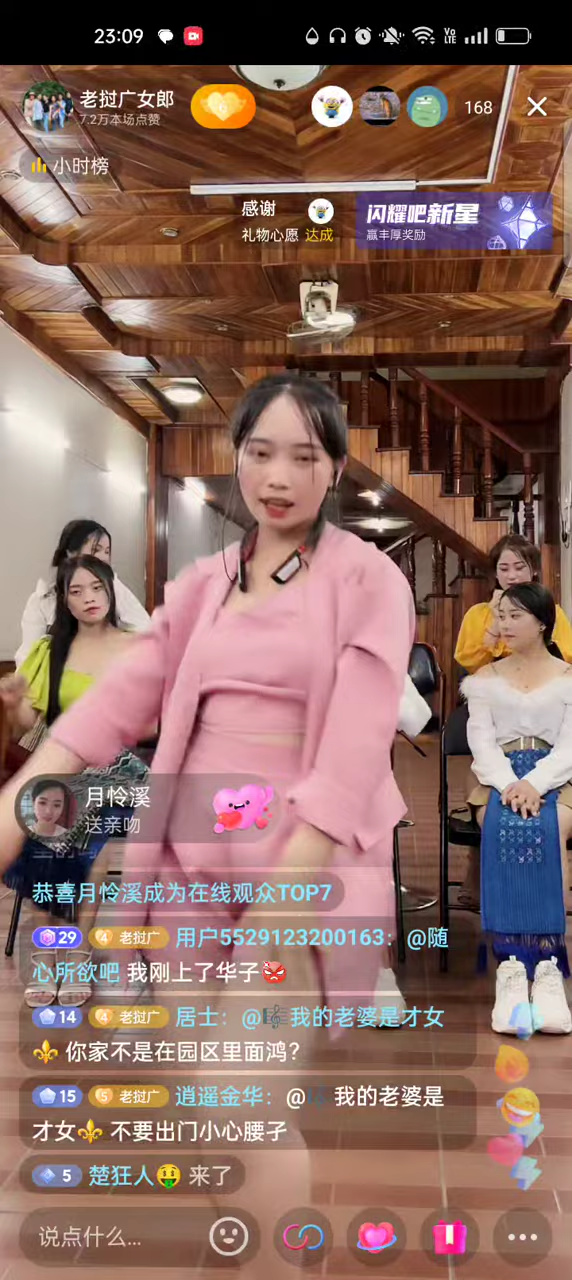 23:09
VO LTE
老挝广女郎
7.2万本场点赞
168
小时榜
感谢
礼物心愿 达成
闪耀吧新星
赢丰厚奖励
月怜溪
送亲吻
恭喜月怜溪成为在线观众TOP7
29 4 老挝广 用户5529123200163：@随
心所欲吧 我刚上了华子
14 4 老挝广 居士：@我的老婆是才女
你家不是在园区里面鸿？
15 5 老挝广 逍遥金华：@ 我的老婆是
才女 不要出门小心腰子
5 楚狂人 来了
说点什么...